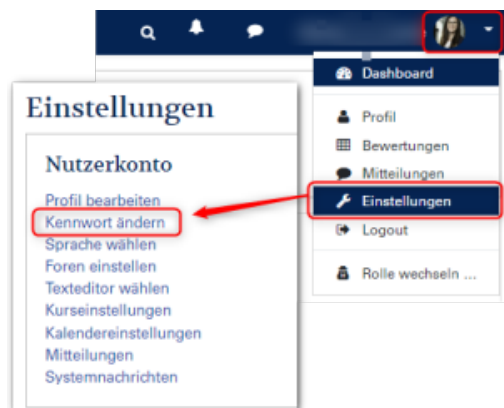 Dashboard
Profil
Bewertungen
Mitteilungen
Einstellungen
Logout
Rolle wechseln ...
Einstellungen
Nutzerkonto
Profil bearbeiten
Kennwort ändern
Sprache wählen
Foren einstellen
Texteditor wählen
Kurseinstellungen
Kalendereinstellungen
Mitteilungen
Systemnachrichten